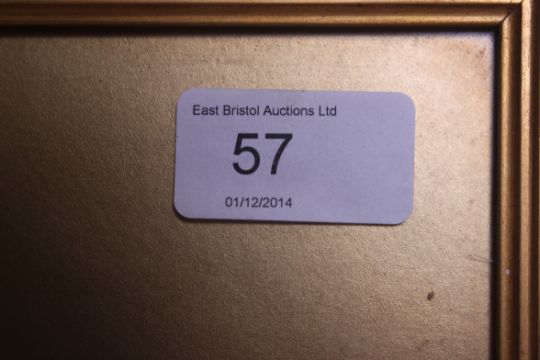 East Bristol Auctions Ltd
57
01/12/2014